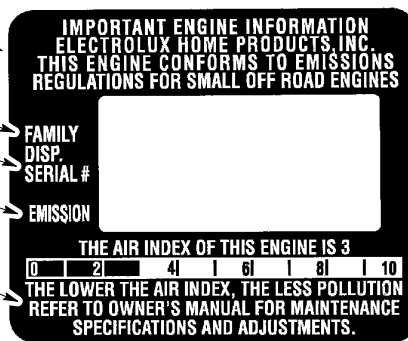 IMPORTANT ENGINE INFORMATION
ELECTROLUX HOME PRODUCTS, INC.
THIS ENGINE CONFORMS TO EMISSIONS
REGULATIONS FOR SMALL OFF ROAD ENGINES
FAMILY
DISP.
SERIAL #
EMISSION
THE AIR INDEX OF THIS ENGINE IS 3
0 2 4 6 8 10
THE LOWER THE AIR INDEX, THE LESS POLLUTION
REFER TO OWNER'S MANUAL FOR MAINTENANCE
SPECIFICATIONS AND ADJUSTMENTS.